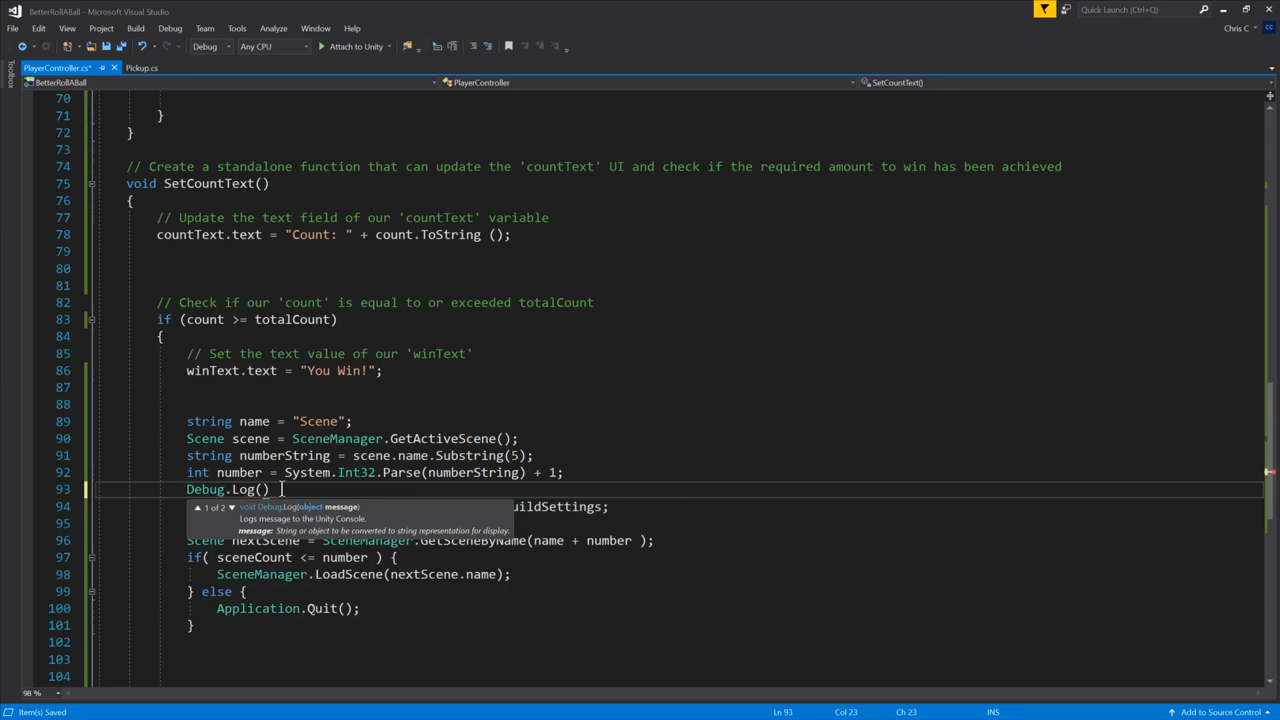 BetterRollABall - Microsoft Visual Studio
Quick Launch (Ctrl+Q)
File Edit View Project Build Debug Team Tools Test Analyze Window Help
Chris C
Debug Any CPU Attach to Unity
Toolbox
PlayerController.cs* Pickup.cs
BetterRollABall PlayerController SetCountText()
70
71 }
72 }
73
74 // Create a standalone function that can update the 'countText' UI and check if the required amount to win has been achieved
75 void SetCountText()
76 {
77 // Update the text field of our 'countText' variable
78 countText.text = "Count: " + count.ToString ();
79
80
81
82 // Check if our 'count' is equal to or exceeded totalCount
83 if (count >= totalCount)
84 {
85 // Set the text value of our 'winText'
86 winText.text = "You Win!";
87
88
89 string name = "Scene";
90 Scene scene = SceneManager.GetActiveScene();
91 string numberString = scene.name.Substring(5);
92 int number = System.Int32.Parse(numberString) + 1;
93 Debug.Log()
1 of 2 void Debug.Log(object message)
Logs message to the Unity Console.
message: String or object to be converted to string representation for display.
94 uildSettings;
96 Scene nextScene = SceneManager.GetSceneByName(name + number );
97 if( sceneCount <= number ) {
98 SceneManager.LoadScene(nextScene.name);
99 } else {
100 Application.Quit();
101 }
102
103
104
98 %
Item(s) Saved Ln 93 Col 23 Ch 23 INS Add to Source Control